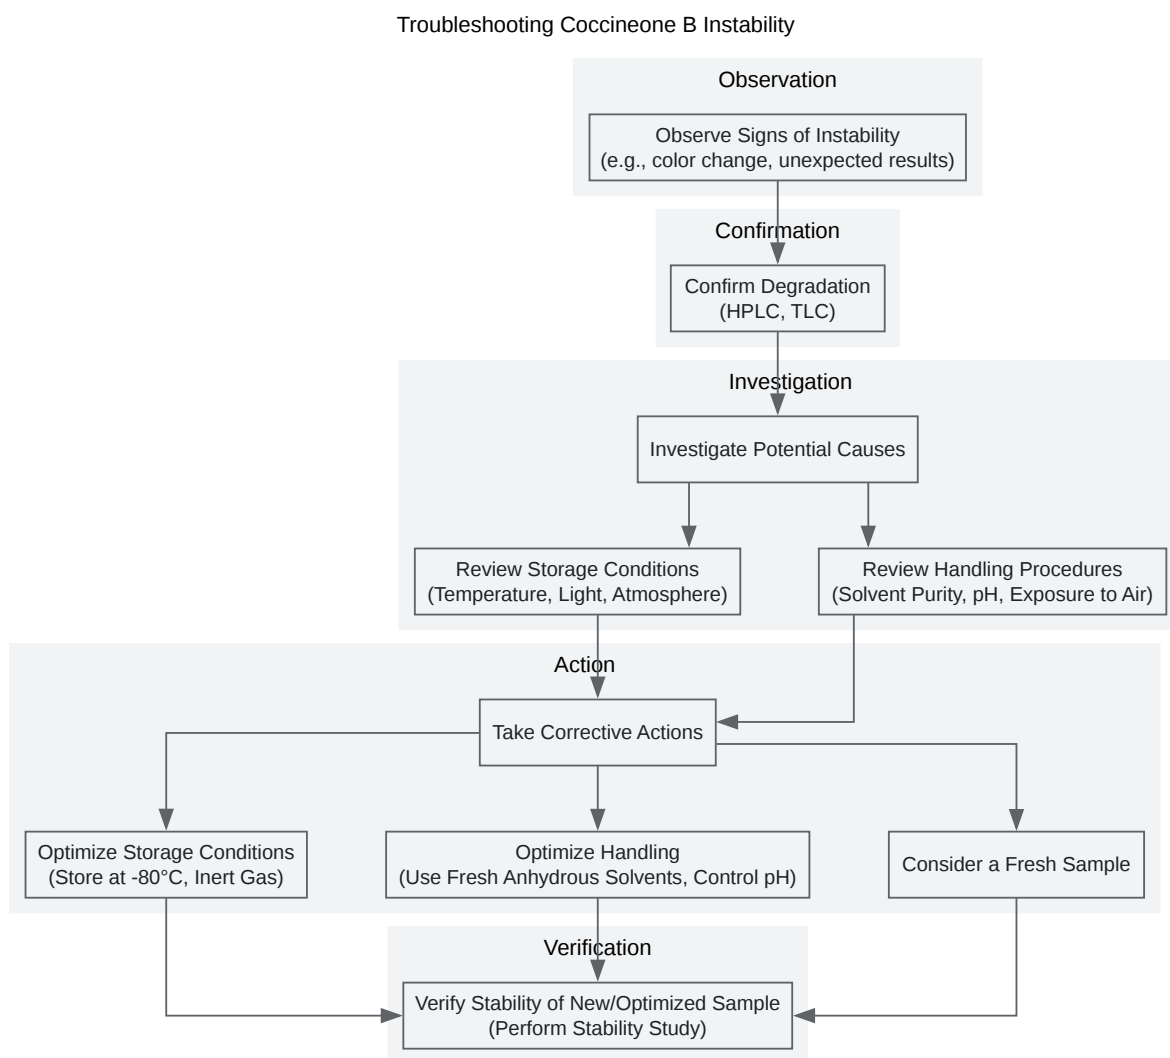 Troubleshooting Coccineone B Instability
Observation
Observe Signs of Instability
(e.g., color change, unexpected results)
Confirmation
Confirm Degradation
(HPLC, TLC)
Investigation
Investigate Potential Causes
Review Storage Conditions
(Temperature, Light, Atmosphere)
Review Handling Procedures
(Solvent Purity, pH, Exposure to Air)
Action
Take Corrective Actions
Optimize Storage Conditions
(Store at -80°C, Inert Gas)
Optimize Handling
(Use Fresh Anhydrous Solvents, Control pH)
Consider a Fresh Sample
Verification
Verify Stability of New/Optimized Sample
(Perform Stability Study)